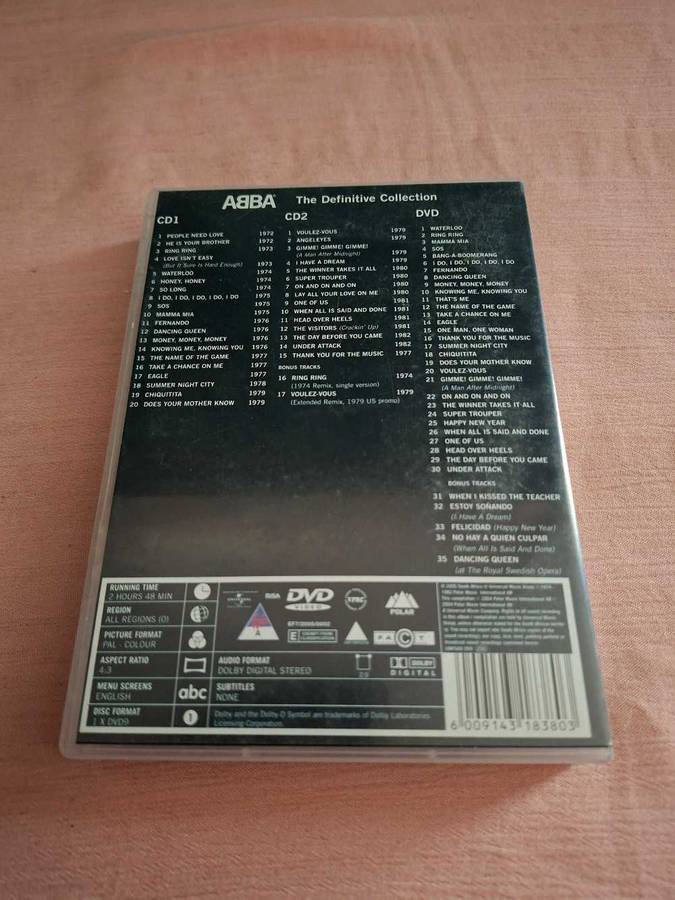 ABBA The Definitive Collection
CD1
1 PEOPLE NEED LOVE 1972
2 HE IS YOUR BROTHER 1972
3 RING RING 1973
4 LOVE ISN'T EASY
(But It Sure Is Hard Enough) 1973
5 WATERLOO 1974
6 HONEY, HONEY 1974
7 SO LONG 1974
8 I DO, I DO, I DO, I DO, I DO 1975
9 SOS 1975
10 MAMMA MIA 1975
11 FERNANDO 1976
12 DANCING QUEEN 1976
13 MONEY, MONEY, MONEY 1976
14 KNOWING ME, KNOWING YOU 1976
15 THE NAME OF THE GAME 1977
16 TAKE A CHANCE ON ME 1977
17 EAGLE 1977
18 SUMMER NIGHT CITY 1978
19 CHIQUITITA 1979
20 DOES YOUR MOTHER KNOW 1979
CD2
1 VOULEZ-VOUS 1979
2 ANGELEYES 1979
3 GIMME! GIMME! GIMME!
(A Man After Midnight) 1979
4 I HAVE A DREAM 1979
5 THE WINNER TAKES IT ALL 1980
6 SUPER TROUPER 1980
7 ON AND ON AND ON 1980
8 LAY ALL YOUR LOVE ON ME 1980
9 ONE OF US 1981
10 WHEN ALL IS SAID AND DONE 1981
11 HEAD OVER HEELS 1981
12 THE VISITORS (Crackin' Up) 1981
13 THE DAY BEFORE YOU CAME 1982
14 UNDER ATTACK 1982
15 THANK YOU FOR THE MUSIC 1977
BONUS TRACKS
16 RING RING 1974
(1974 Remix, single version)
17 VOULEZ-VOUS 1979
(Extended Remix, 1979 US promo)
DVD
1 WATERLOO
2 RING RING
3 MAMMA MIA
4 SOS
5 BANG-A-BOOMERANG
6 I DO, I DO, I DO, I DO, I DO
7 FERNANDO
8 DANCING QUEEN
9 MONEY, MONEY, MONEY
10 KNOWING ME, KNOWING YOU
11 THAT'S ME
12 THE NAME OF THE GAME
13 TAKE A CHANCE ON ME
14 EAGLE
15 ONE MAN, ONE WOMAN
16 THANK YOU FOR THE MUSIC
17 SUMMER NIGHT CITY
18 CHIQUITITA
19 DOES YOUR MOTHER KNOW
20 VOULEZ-VOUS
21 GIMME! GIMME! GIMME!
(A Man After Midnight)
22 ON AND ON AND ON
23 THE WINNER TAKES IT ALL
24 SUPER TROUPER
25 HAPPY NEW YEAR
26 WHEN ALL IS SAID AND DONE
27 ONE OF US
28 HEAD OVER HEELS
29 THE DAY BEFORE YOU CAME
30 UNDER ATTACK
BONUS TRACKS
31 WHEN I KISSED THE TEACHER
32 ESTOY SOÑANDO
(I Have A Dream)
33 FELICIDAD (Happy New Year)
34 NO HAY A QUIEN CULPAR
(When All Is Said And Done)
35 DANCING QUEEN
(at The Royal Swedish Opera)
RUNNING TIME
2 HOURS 48 MIN
REGION
ALL REGIONS (0)
PICTURE FORMAT
PAL - COLOUR
ASPECT RATIO
4:3
MENU SCREENS
ENGLISH
abc
DISC FORMAT
1 X DVD9
1
UNIVERSAL
RiSA
DVD
VIDEO
POLAR
E EXEMPT FROM CLASSIFICATION
FACT
AUDIO FORMAT
DOLBY DIGITAL STEREO
2.0
DOLBY
DIGITAL
SUBTITLES
NONE
Dolby and the Dolby-D Symbol are trademarks of Dolby Laboratories
Licensing Corporation.
6 009143 183803